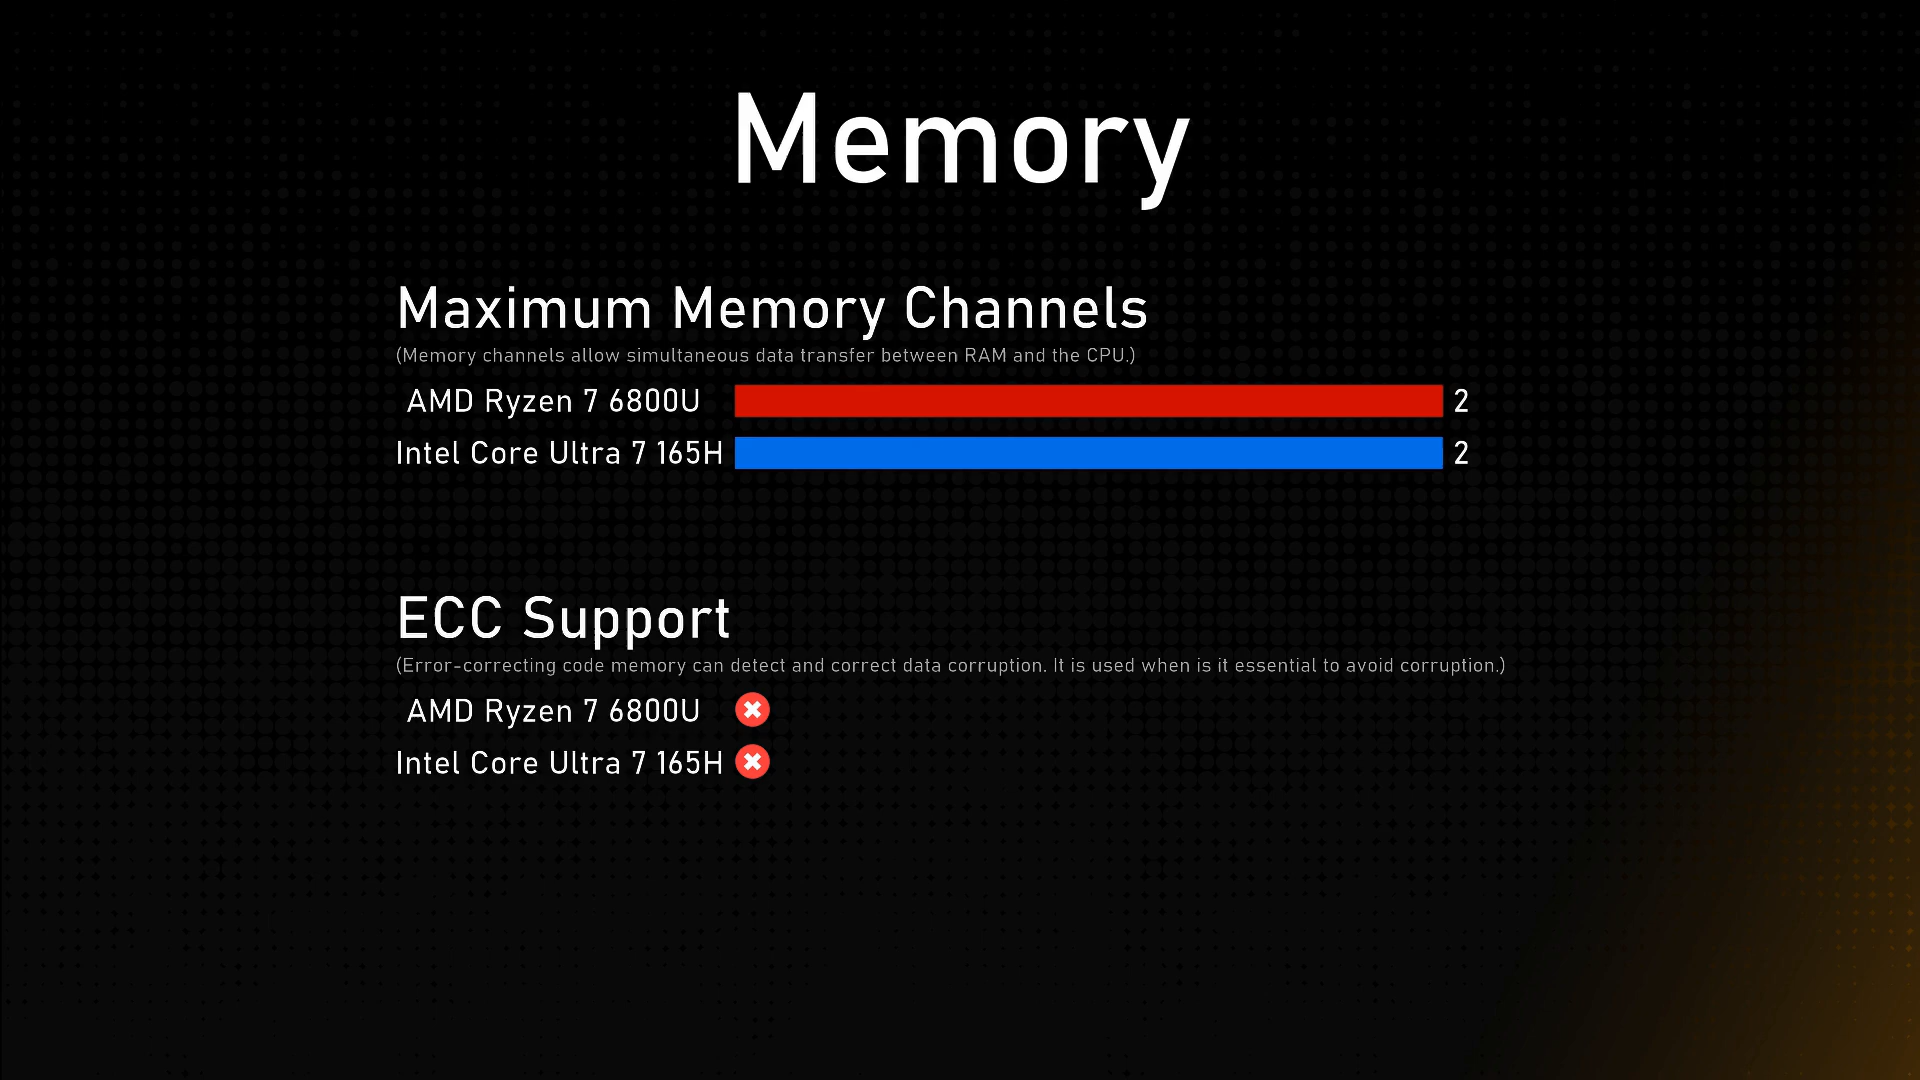 Memory
Maximum Memory Channels
(Memory channels allow simultaneous data transfer between RAM and the CPU.)
AMD Ryzen 7 6800U 2
Intel Core Ultra 7 165H 2
ECC Support
(Error-correcting code memory can detect and correct data corruption. It is used when is it essential to avoid corruption.)
AMD Ryzen 7 6800U
Intel Core Ultra 7 165H